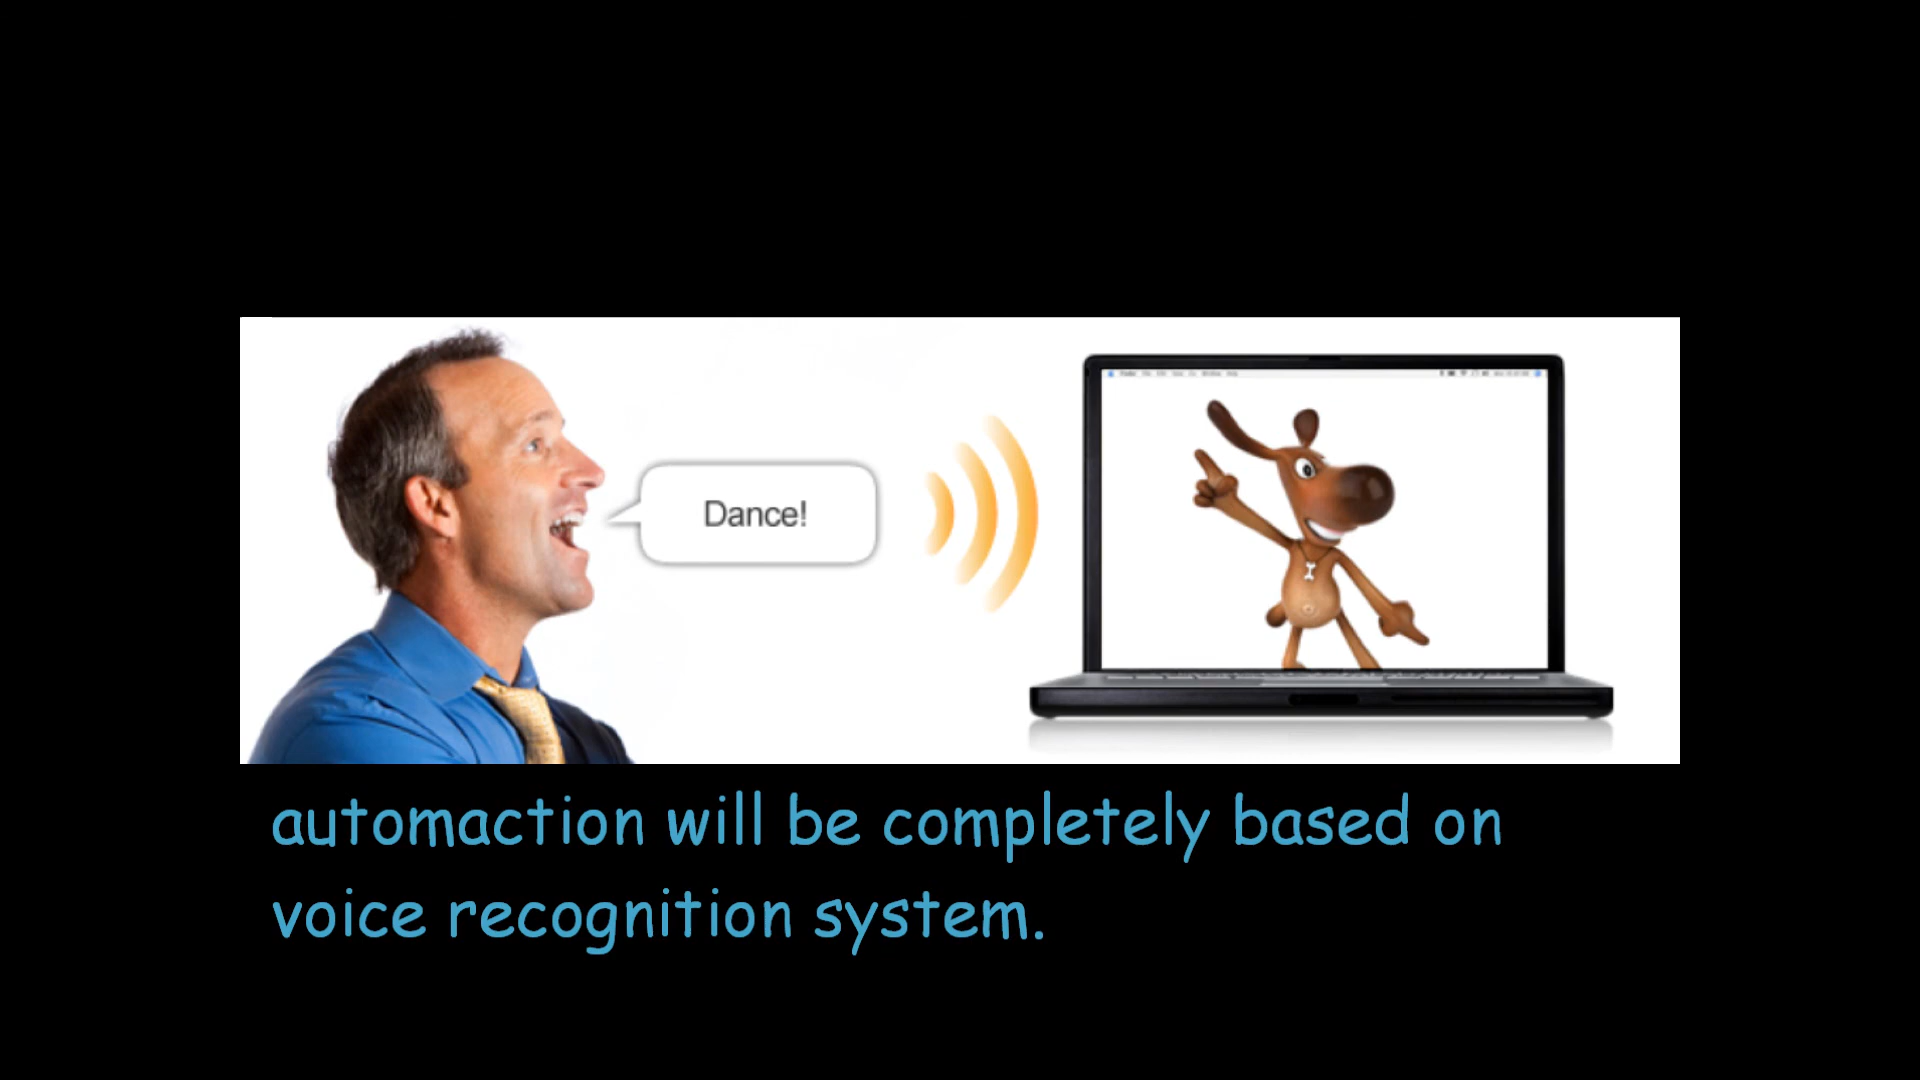 Dance!
automaction will be completely based on
voice recognition system.